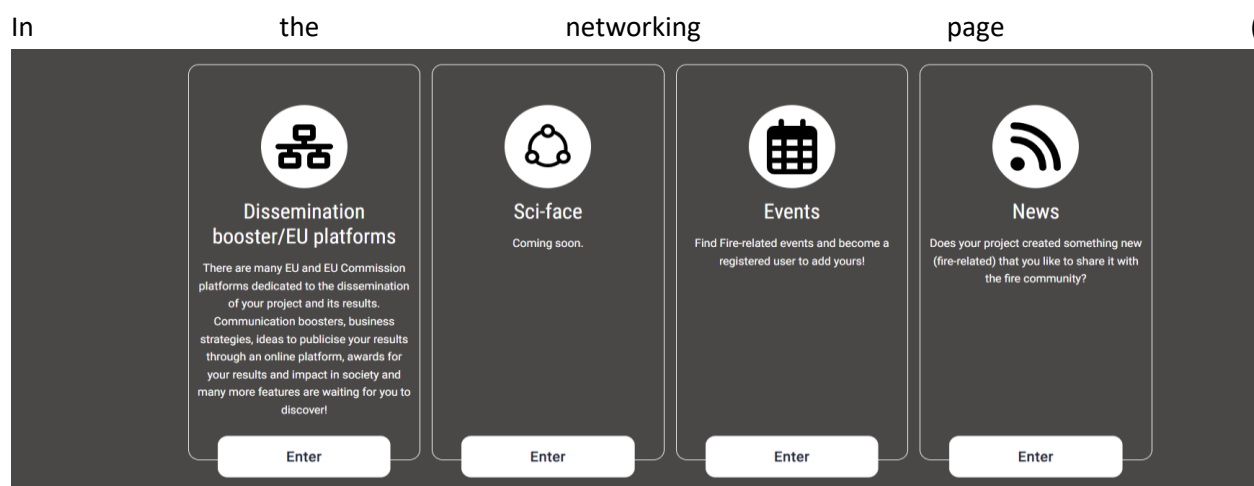 In the networking page (
Dissemination
booster/EU platforms
There are many EU and EU Commission
platforms dedicated to the dissemination
of your project and its results.
Communication boosters, business
strategies, ideas to publicise your results
through an online platform, awards for
your results and impact in society and
many more features are waiting for you to
discover!
Enter
Sci-face
Coming soon.
Enter
Events
Find Fire-related events and become a
registered user to add yours!
Enter
News
Does your project created something new
(fire-related) that you like to share it with
the fire community?
Enter